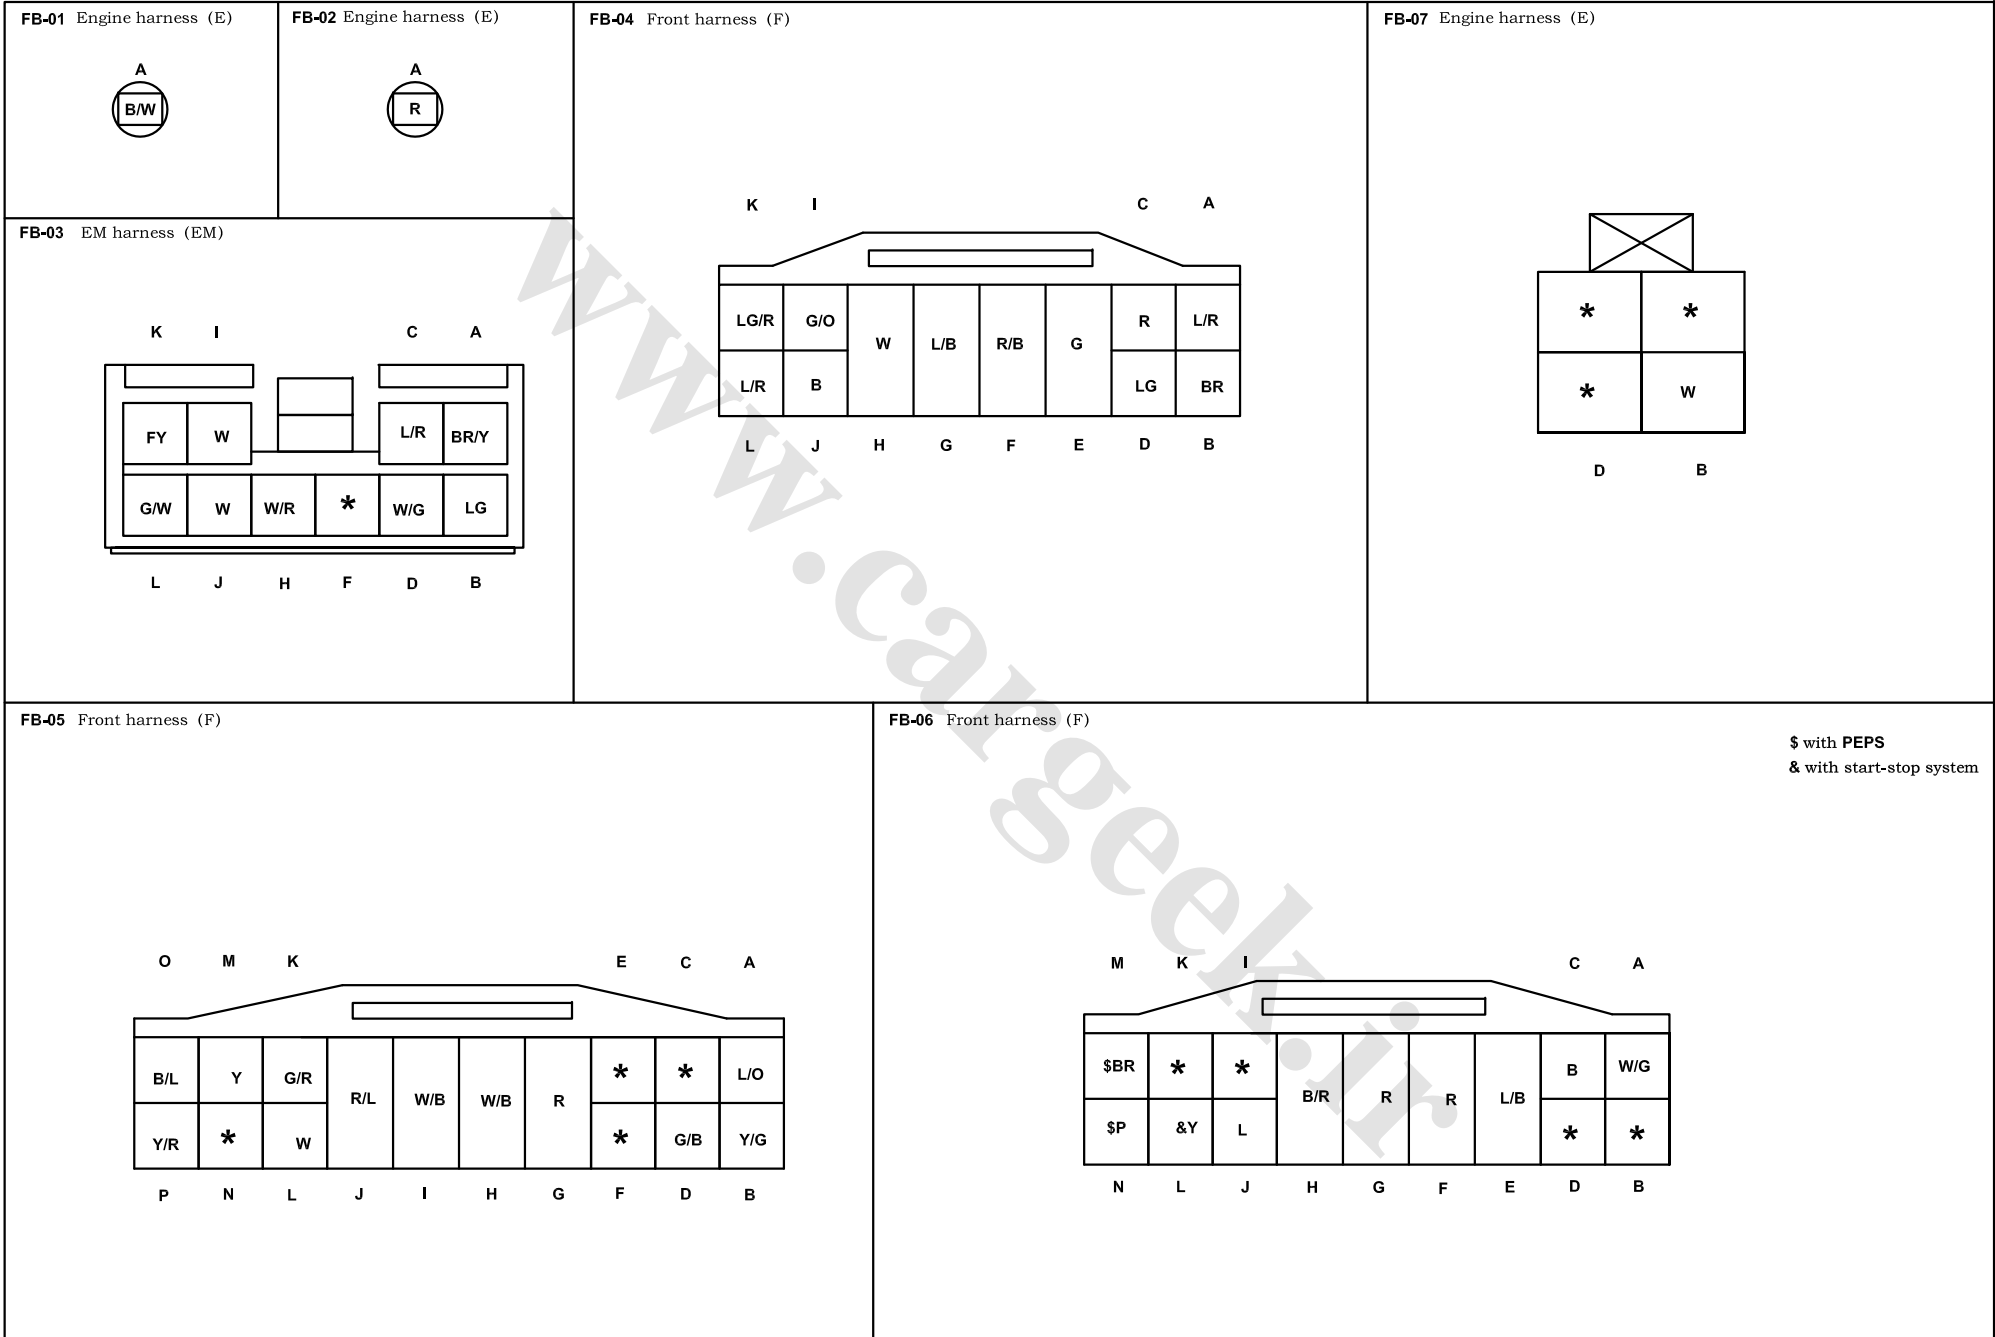 FB-01 Engine harness (E)
A
B/W
FB-02 Engine harness (E)
A
R
FB-03 EM harness (EM)
K I C A
FY W L/R BR/Y
G/W W W/R * W/G LG
L J H F D B
FB-04 Front harness (F)
K I C A
LG/R G/O W L/B R/B G R L/R
L/R B LG BR
L J H G F E D B
FB-07 Engine harness (E)
* *
* W
D B
FB-05 Front harness (F)
O M K E C A
B/L Y G/R R/L W/B W/B R * * L/O
Y/R * W * G/B Y/G
P N L J I H G F D B
FB-06 Front harness (F)
$ with PEPS
& with start-stop system
M K I C A
$BR * * B/R R R L/B B W/G
$P &Y L * *
N L J H G F E D B
www.cargeek.ir